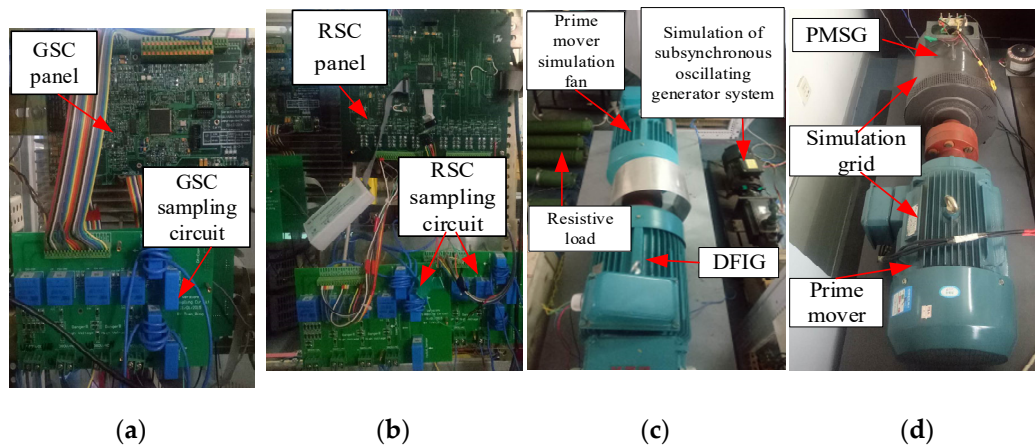 GSC
panel
GSC
sampling
circuit
RSC
panel
RSC
sampling
circuit
Prime
mover
simulation
fan
Simulation of
subsynchronous
oscillating
generator system
Resistive
load
DFIG
PMSG
Simulation
grid
Prime
mover
(a)
(b)
(c)
(d)